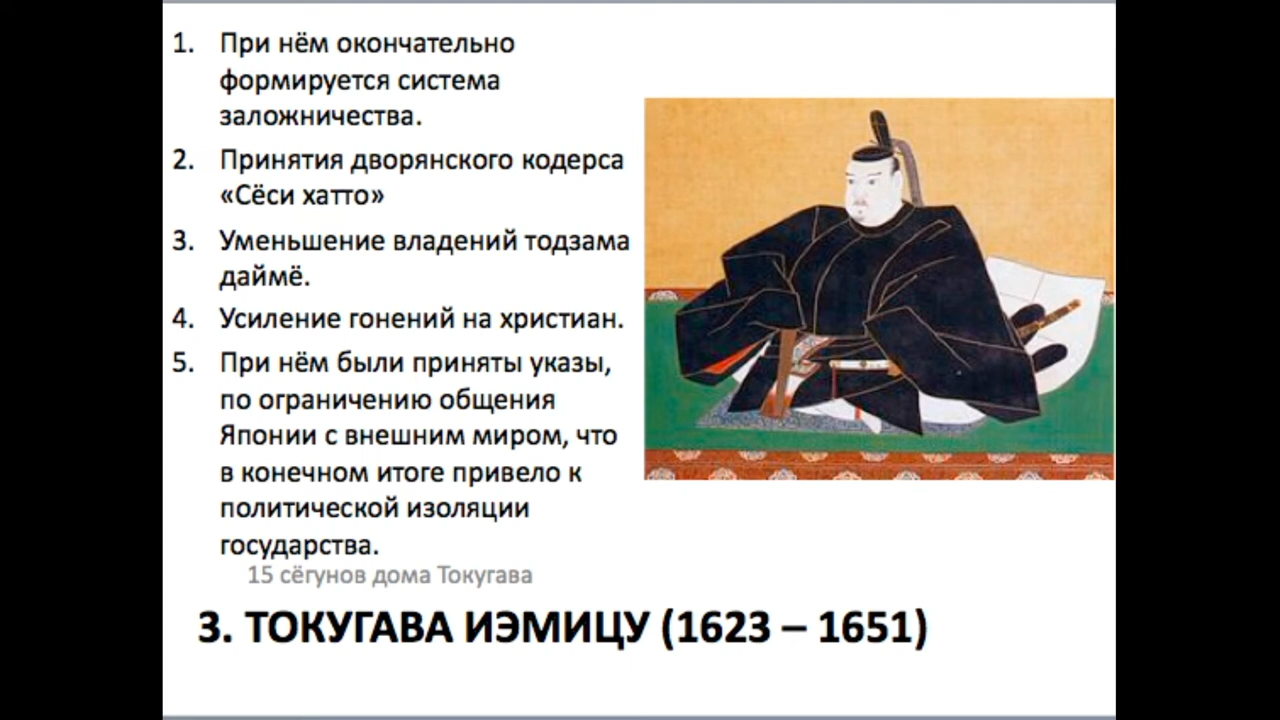 1. При нём окончательно
формируется система
заложничества.
2. Принятия дворянского кодерса
«Сёси хатто»
3. Уменьшение владений тодзама
даймё.
4. Усиление гонений на христиан.
5. При нём были приняты указы,
по ограничению общения
Японии с внешним миром, что
в конечном итоге привело к
политической изоляции
государства.
15 сёгунов дома Токугава
3. ТОКУГАВА ИЭМИЦУ (1623 – 1651)